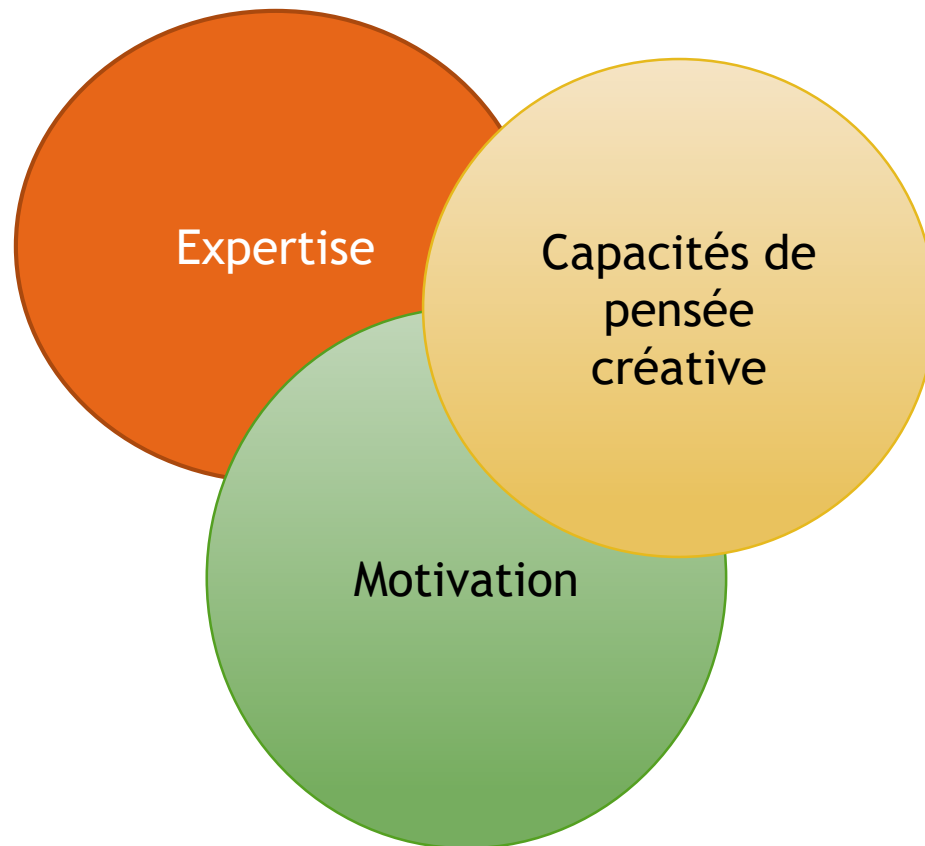 Expertise
Capacités de
pensée
créative
Motivation